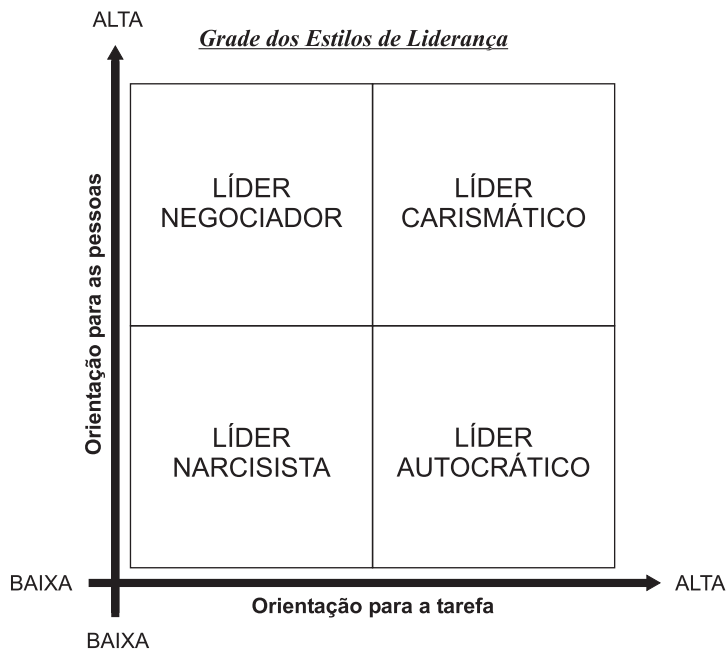 ALTA
Grade dos Estilos de Liderança
Orientação para as pessoas
LÍDER
NEGOCIADOR
LÍDER
CARISMÁTICO
LÍDER
NARCISISTA
LÍDER
AUTOCRÁTICO
BAIXA
ALTA
Orientação para a tarefa
BAIXA